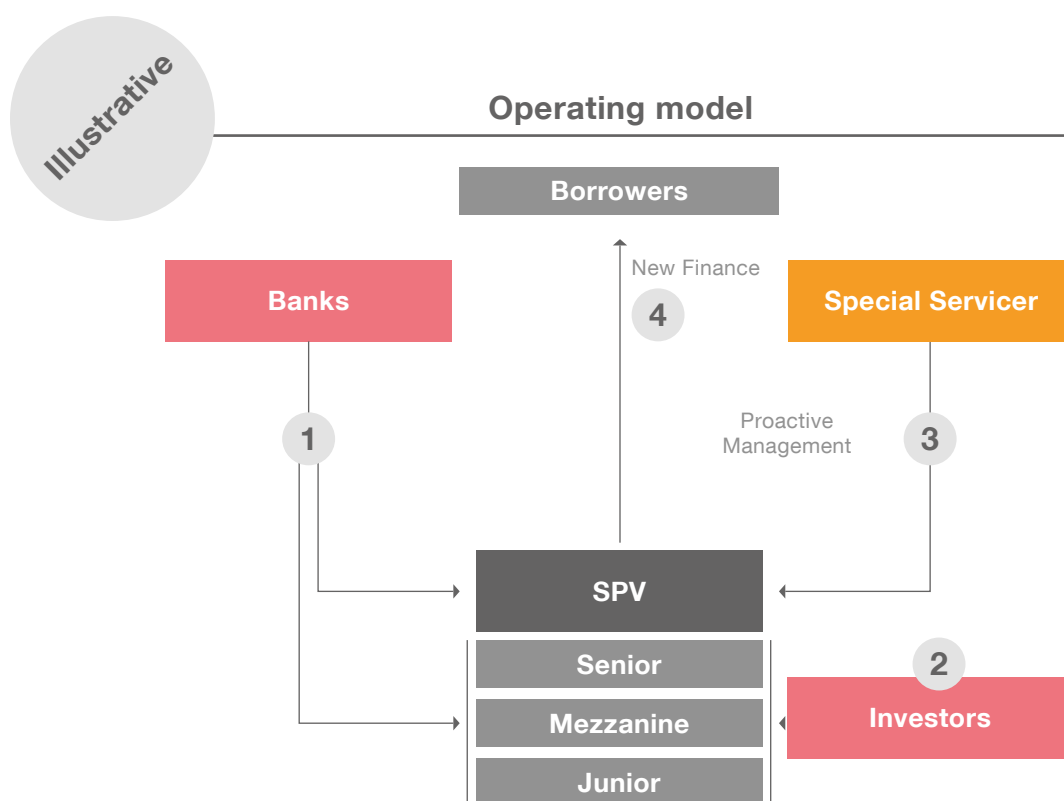 Illustrative
Operating model
Borrowers
New Finance
4
Banks
Special Servicer
1
Proactive
Management
3
SPV
Senior
2
Mezzanine
Investors
Junior